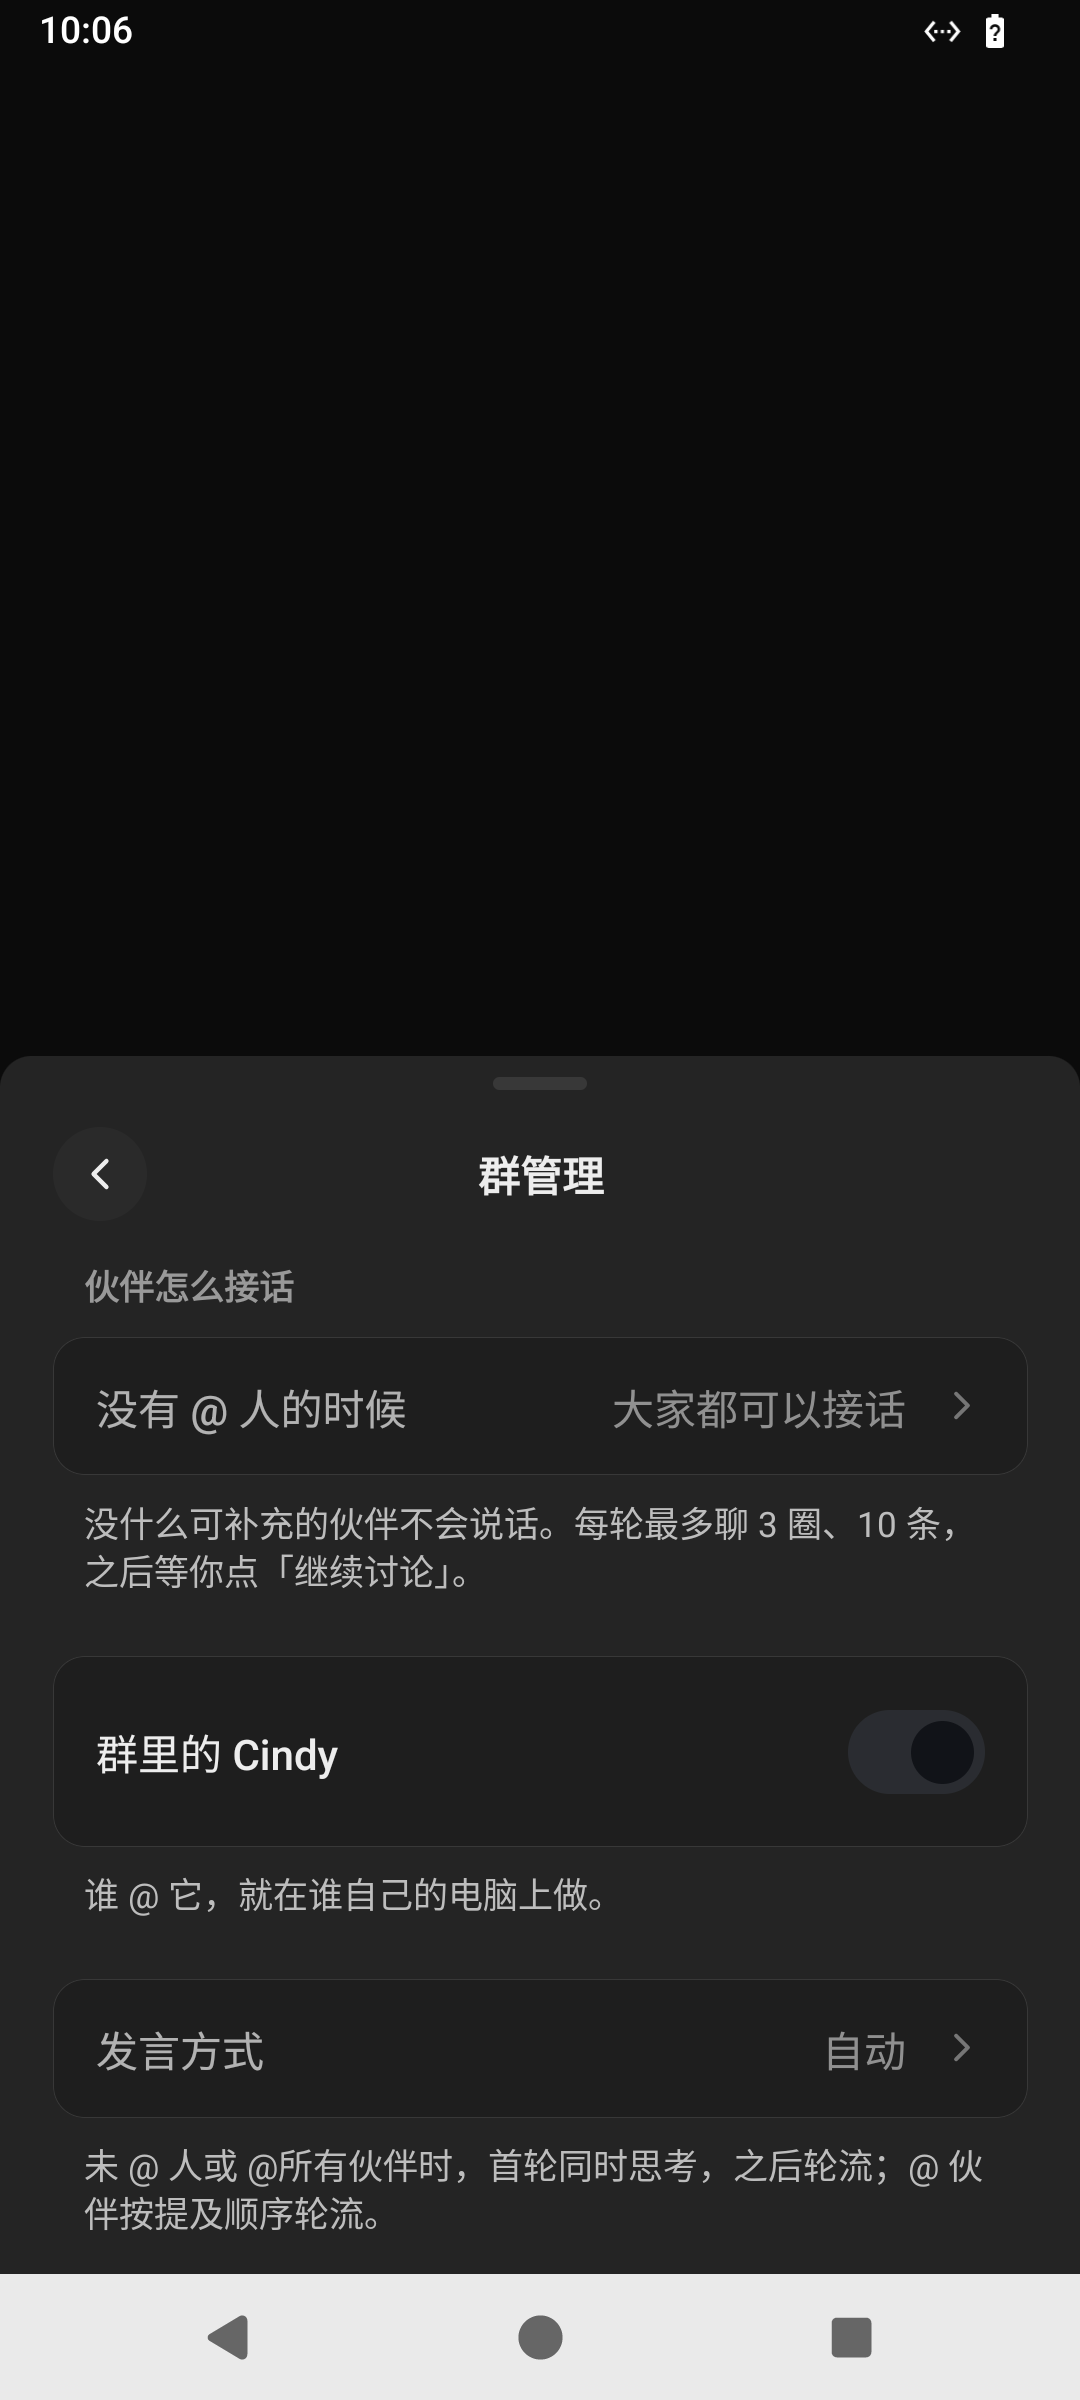 10:06
群管理
伙伴怎么接话
没有 @ 人的时候
大家都可以接话
没什么可补充的伙伴不会说话。每轮最多聊 3 圈、10 条，
之后等你点「继续讨论」。
群里的 Cindy
谁 @ 它，就在谁自己的电脑上做。
发言方式
自动
未 @ 人或 @所有伙伴时，首轮同时思考，之后轮流；@ 伙
伴按提及顺序轮流。